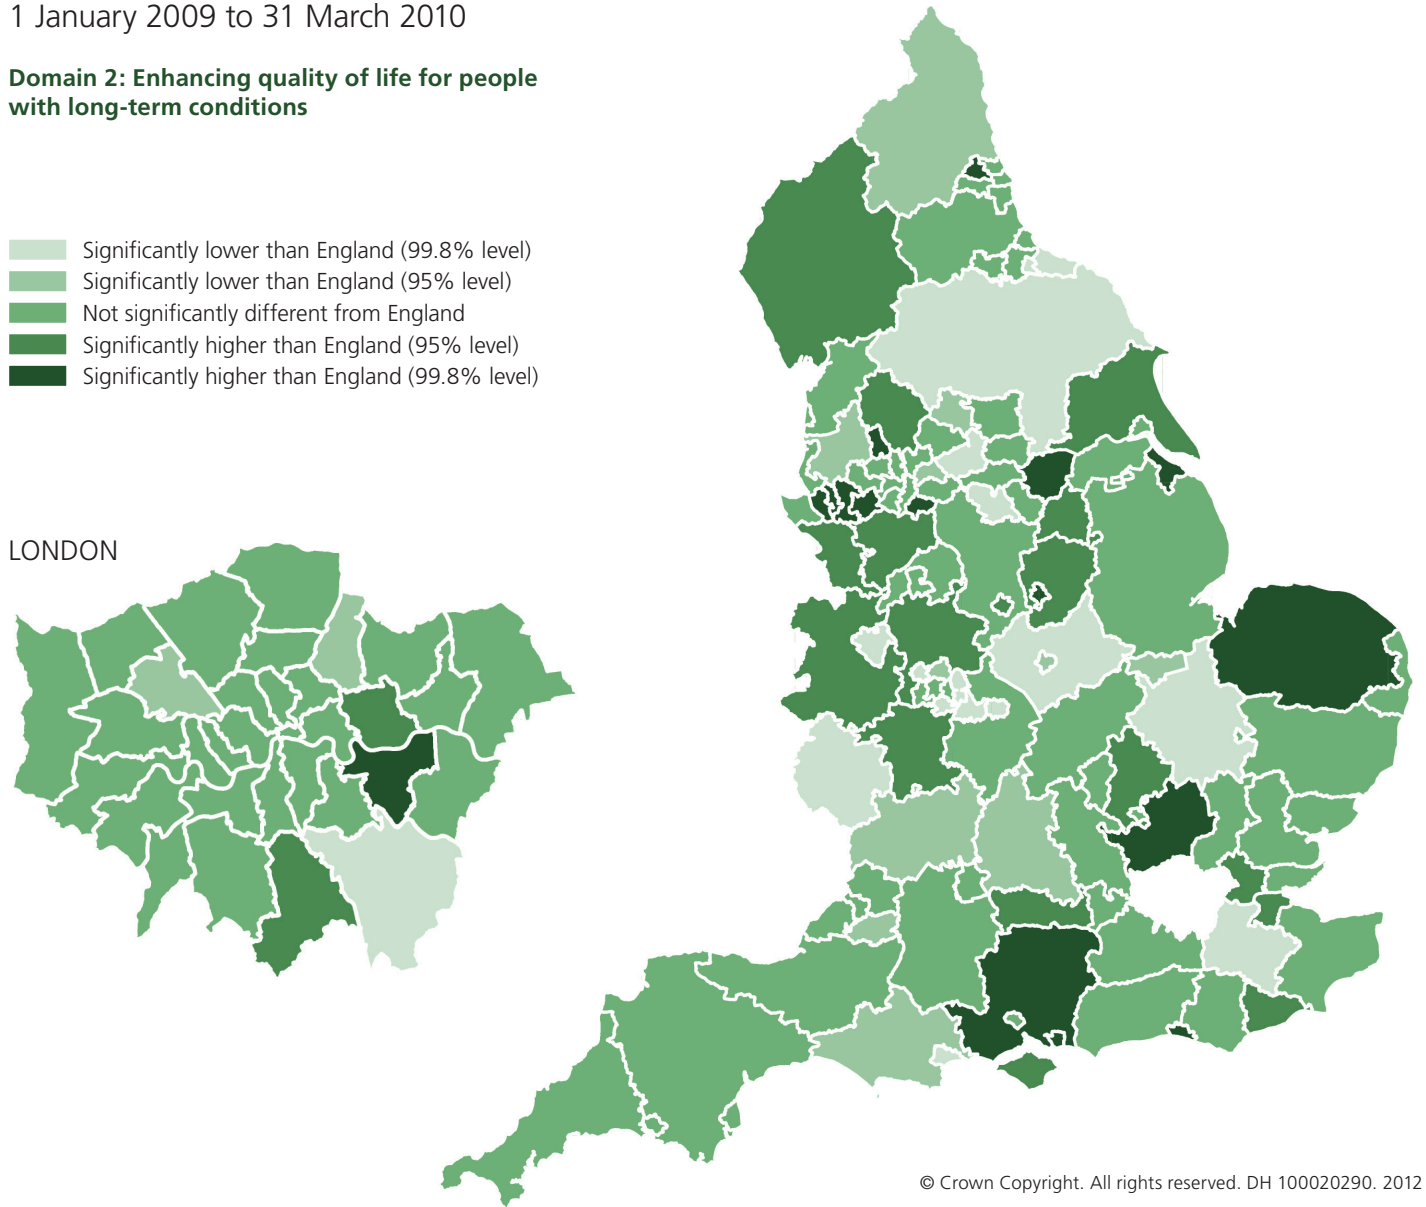 1 January 2009 to 31 March 2010
Domain 2: Enhancing quality of life for people
with long-term conditions
Significantly lower than England (99.8% level)
Significantly lower than England (95% level)
Not significantly different from England
Significantly higher than England (95% level)
Significantly higher than England (99.8% level)
LONDON
© Crown Copyright. All rights reserved. DH 100020290. 2012